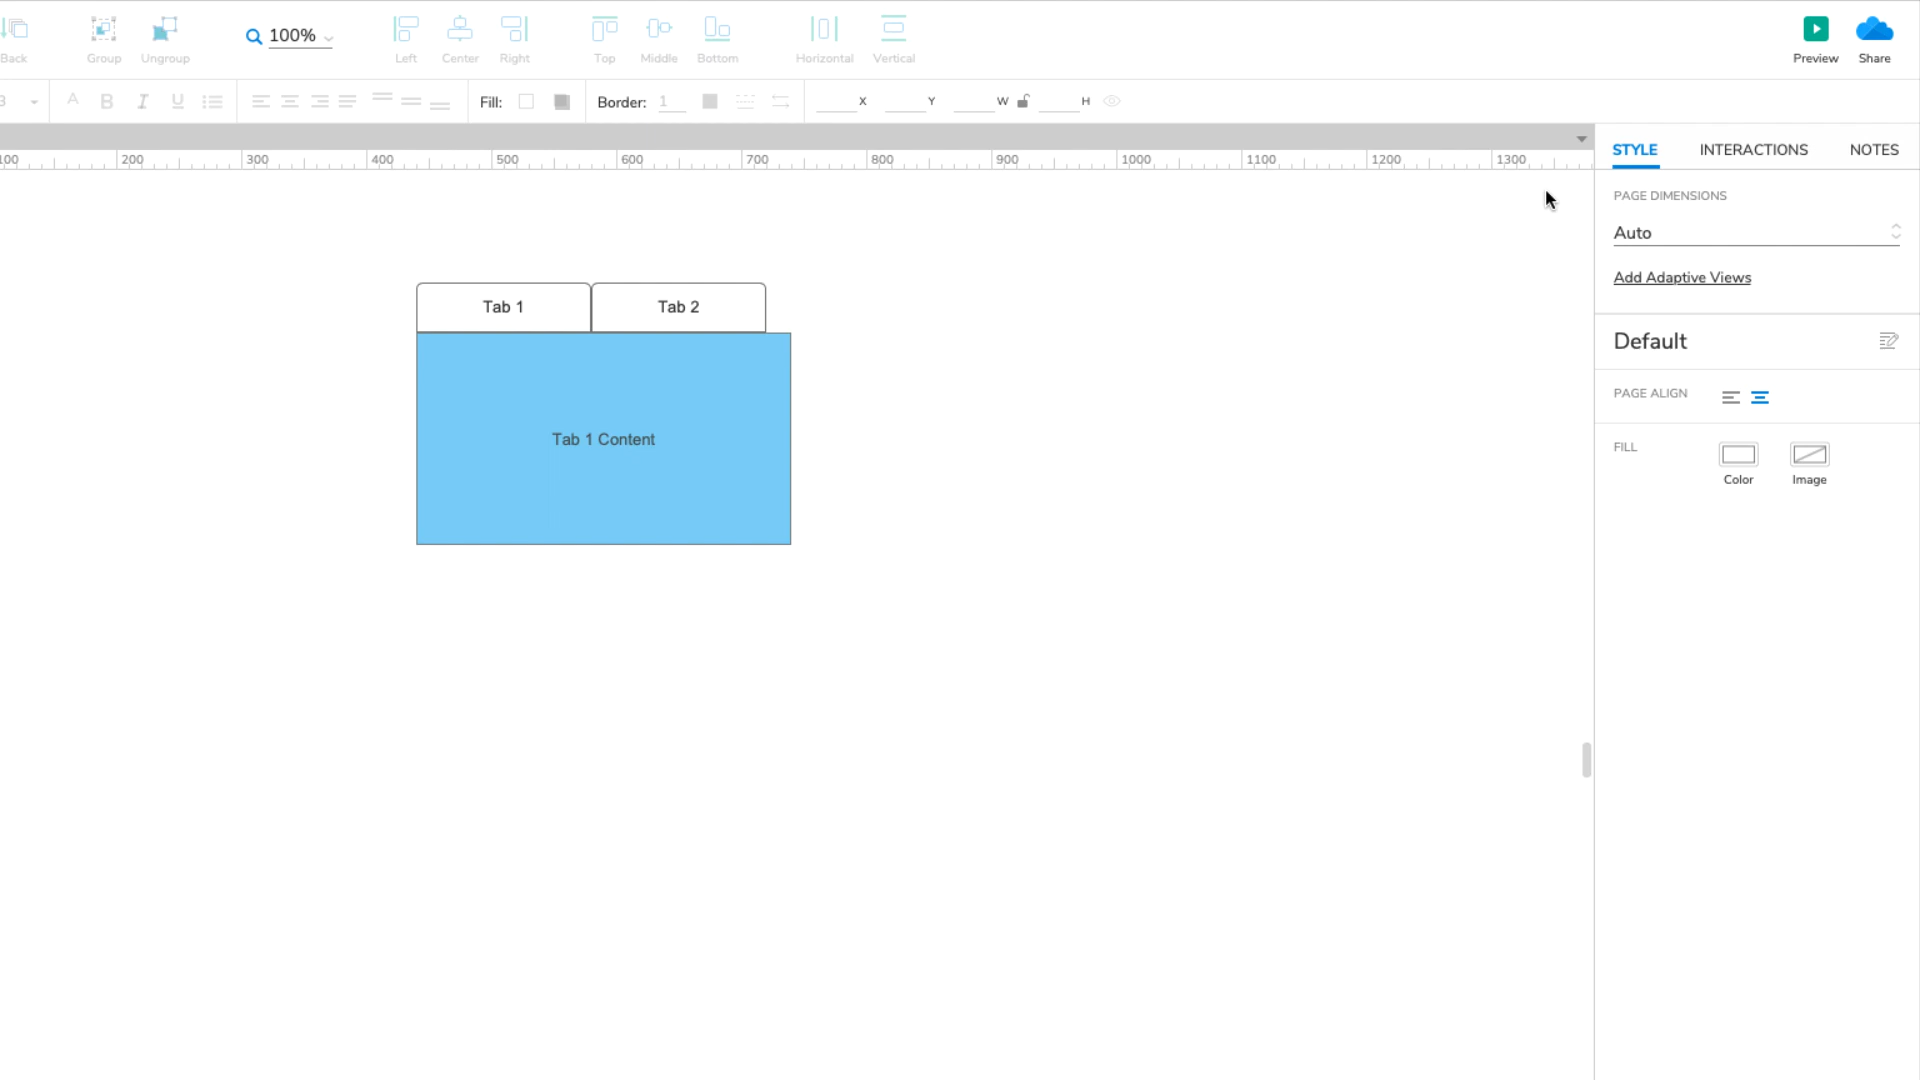 Back Group Ungroup 100% Left Center Right Top Middle Bottom Horizontal Vertical Preview Share
A B I U Fill: Border: 1 X Y W H
100 200 300 400 500 600 700 800 900 1000 1100 1200 1300
STYLE INTERACTIONS NOTES
PAGE DIMENSIONS
Auto
Add Adaptive Views
Tab 1 Tab 2
Default
PAGE ALIGN
Tab 1 Content
FILL
Color Image